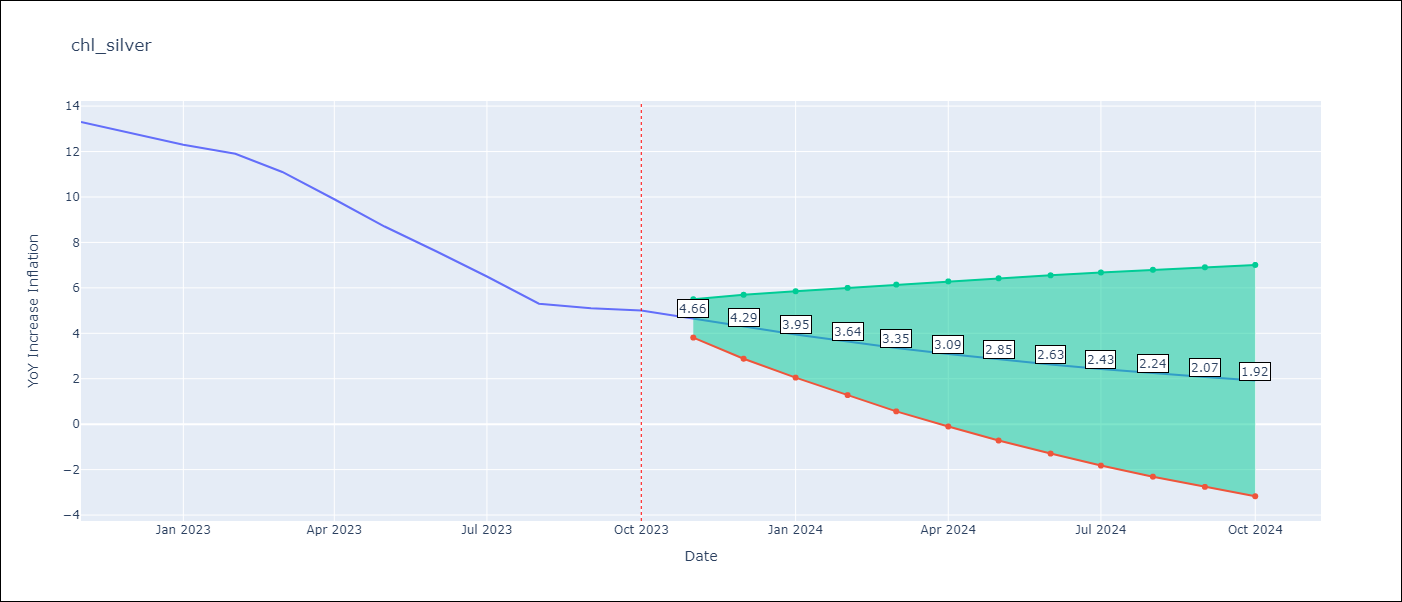 chl_silver
14
12
10
8
6
4
2
0
−2
−4
YoY Increase Inflation
4.66
4.29
3.95
3.64
3.35
3.09
2.85
2.63
2.43
2.24
2.07
1.92
Jan 2023
Apr 2023
Jul 2023
Oct 2023
Jan 2024
Apr 2024
Jul 2024
Oct 2024
Date